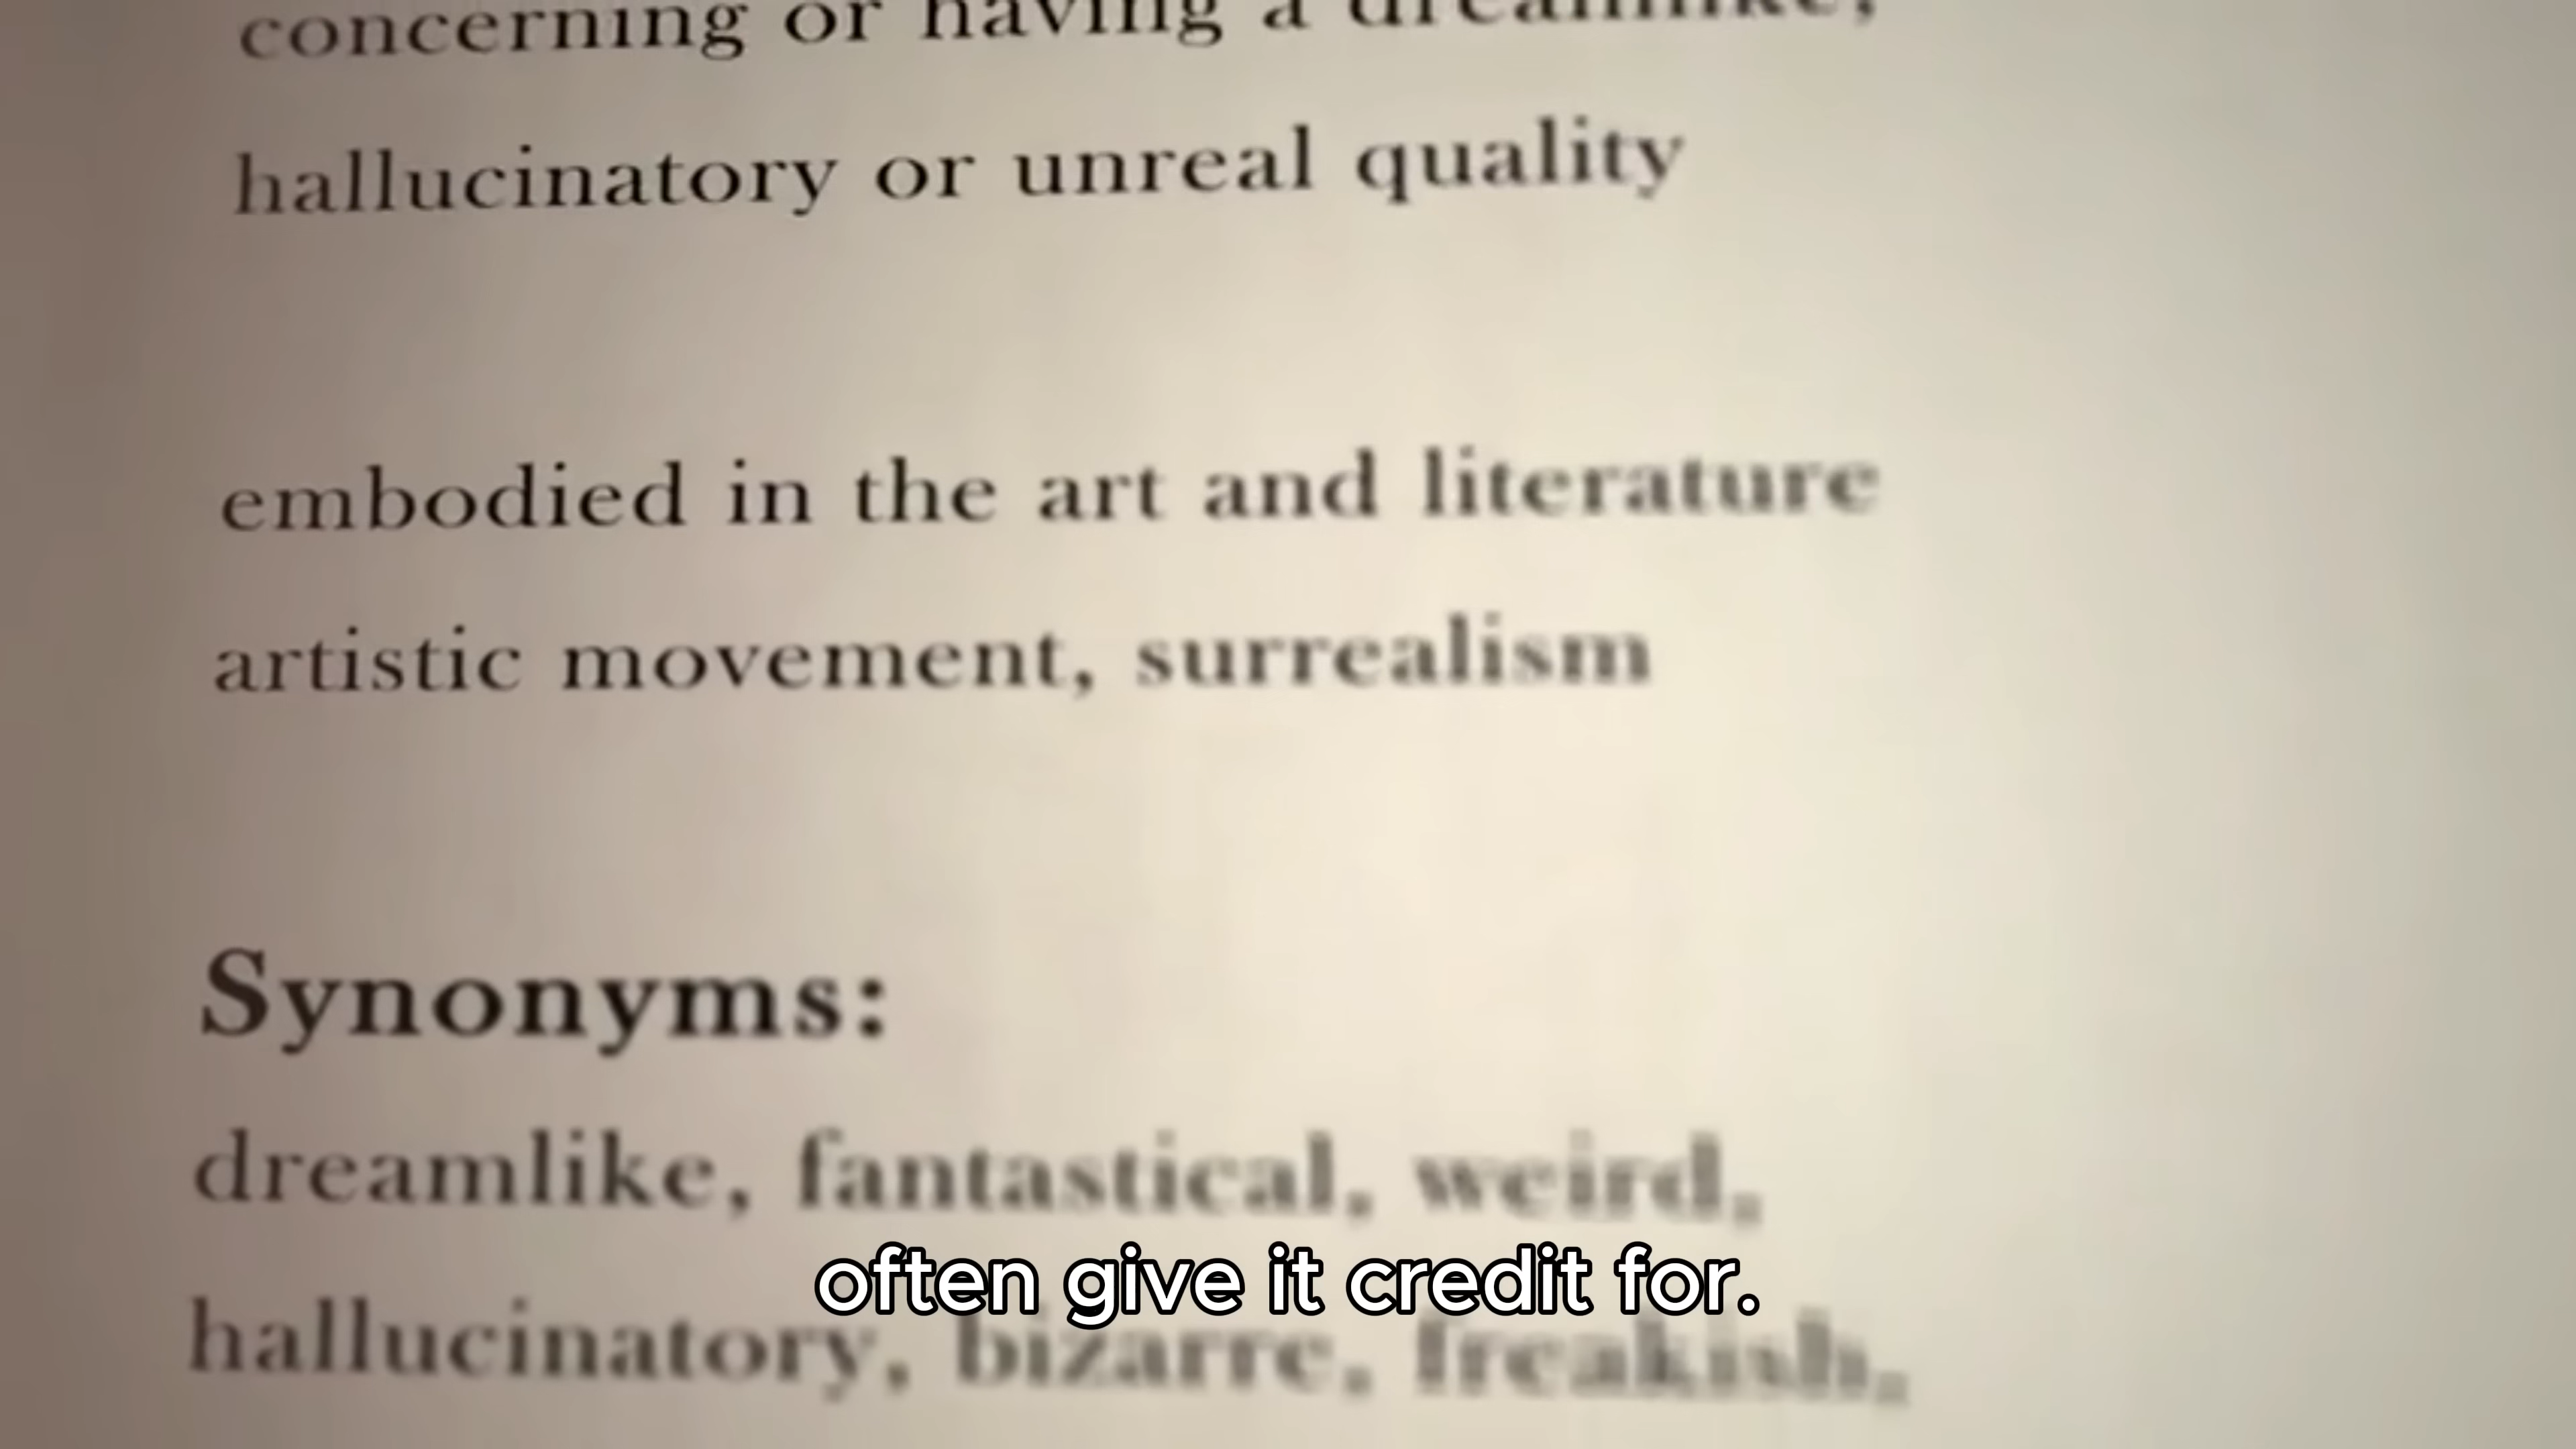 concerning or having a dreamlike,
hallucinatory or unreal quality
embodied in the art and literature
artistic movement, surrealism
Synonyms:
dreamlike, fantastical, weird,
often give it credit for.
hallucinatory, bizarre, freakish,